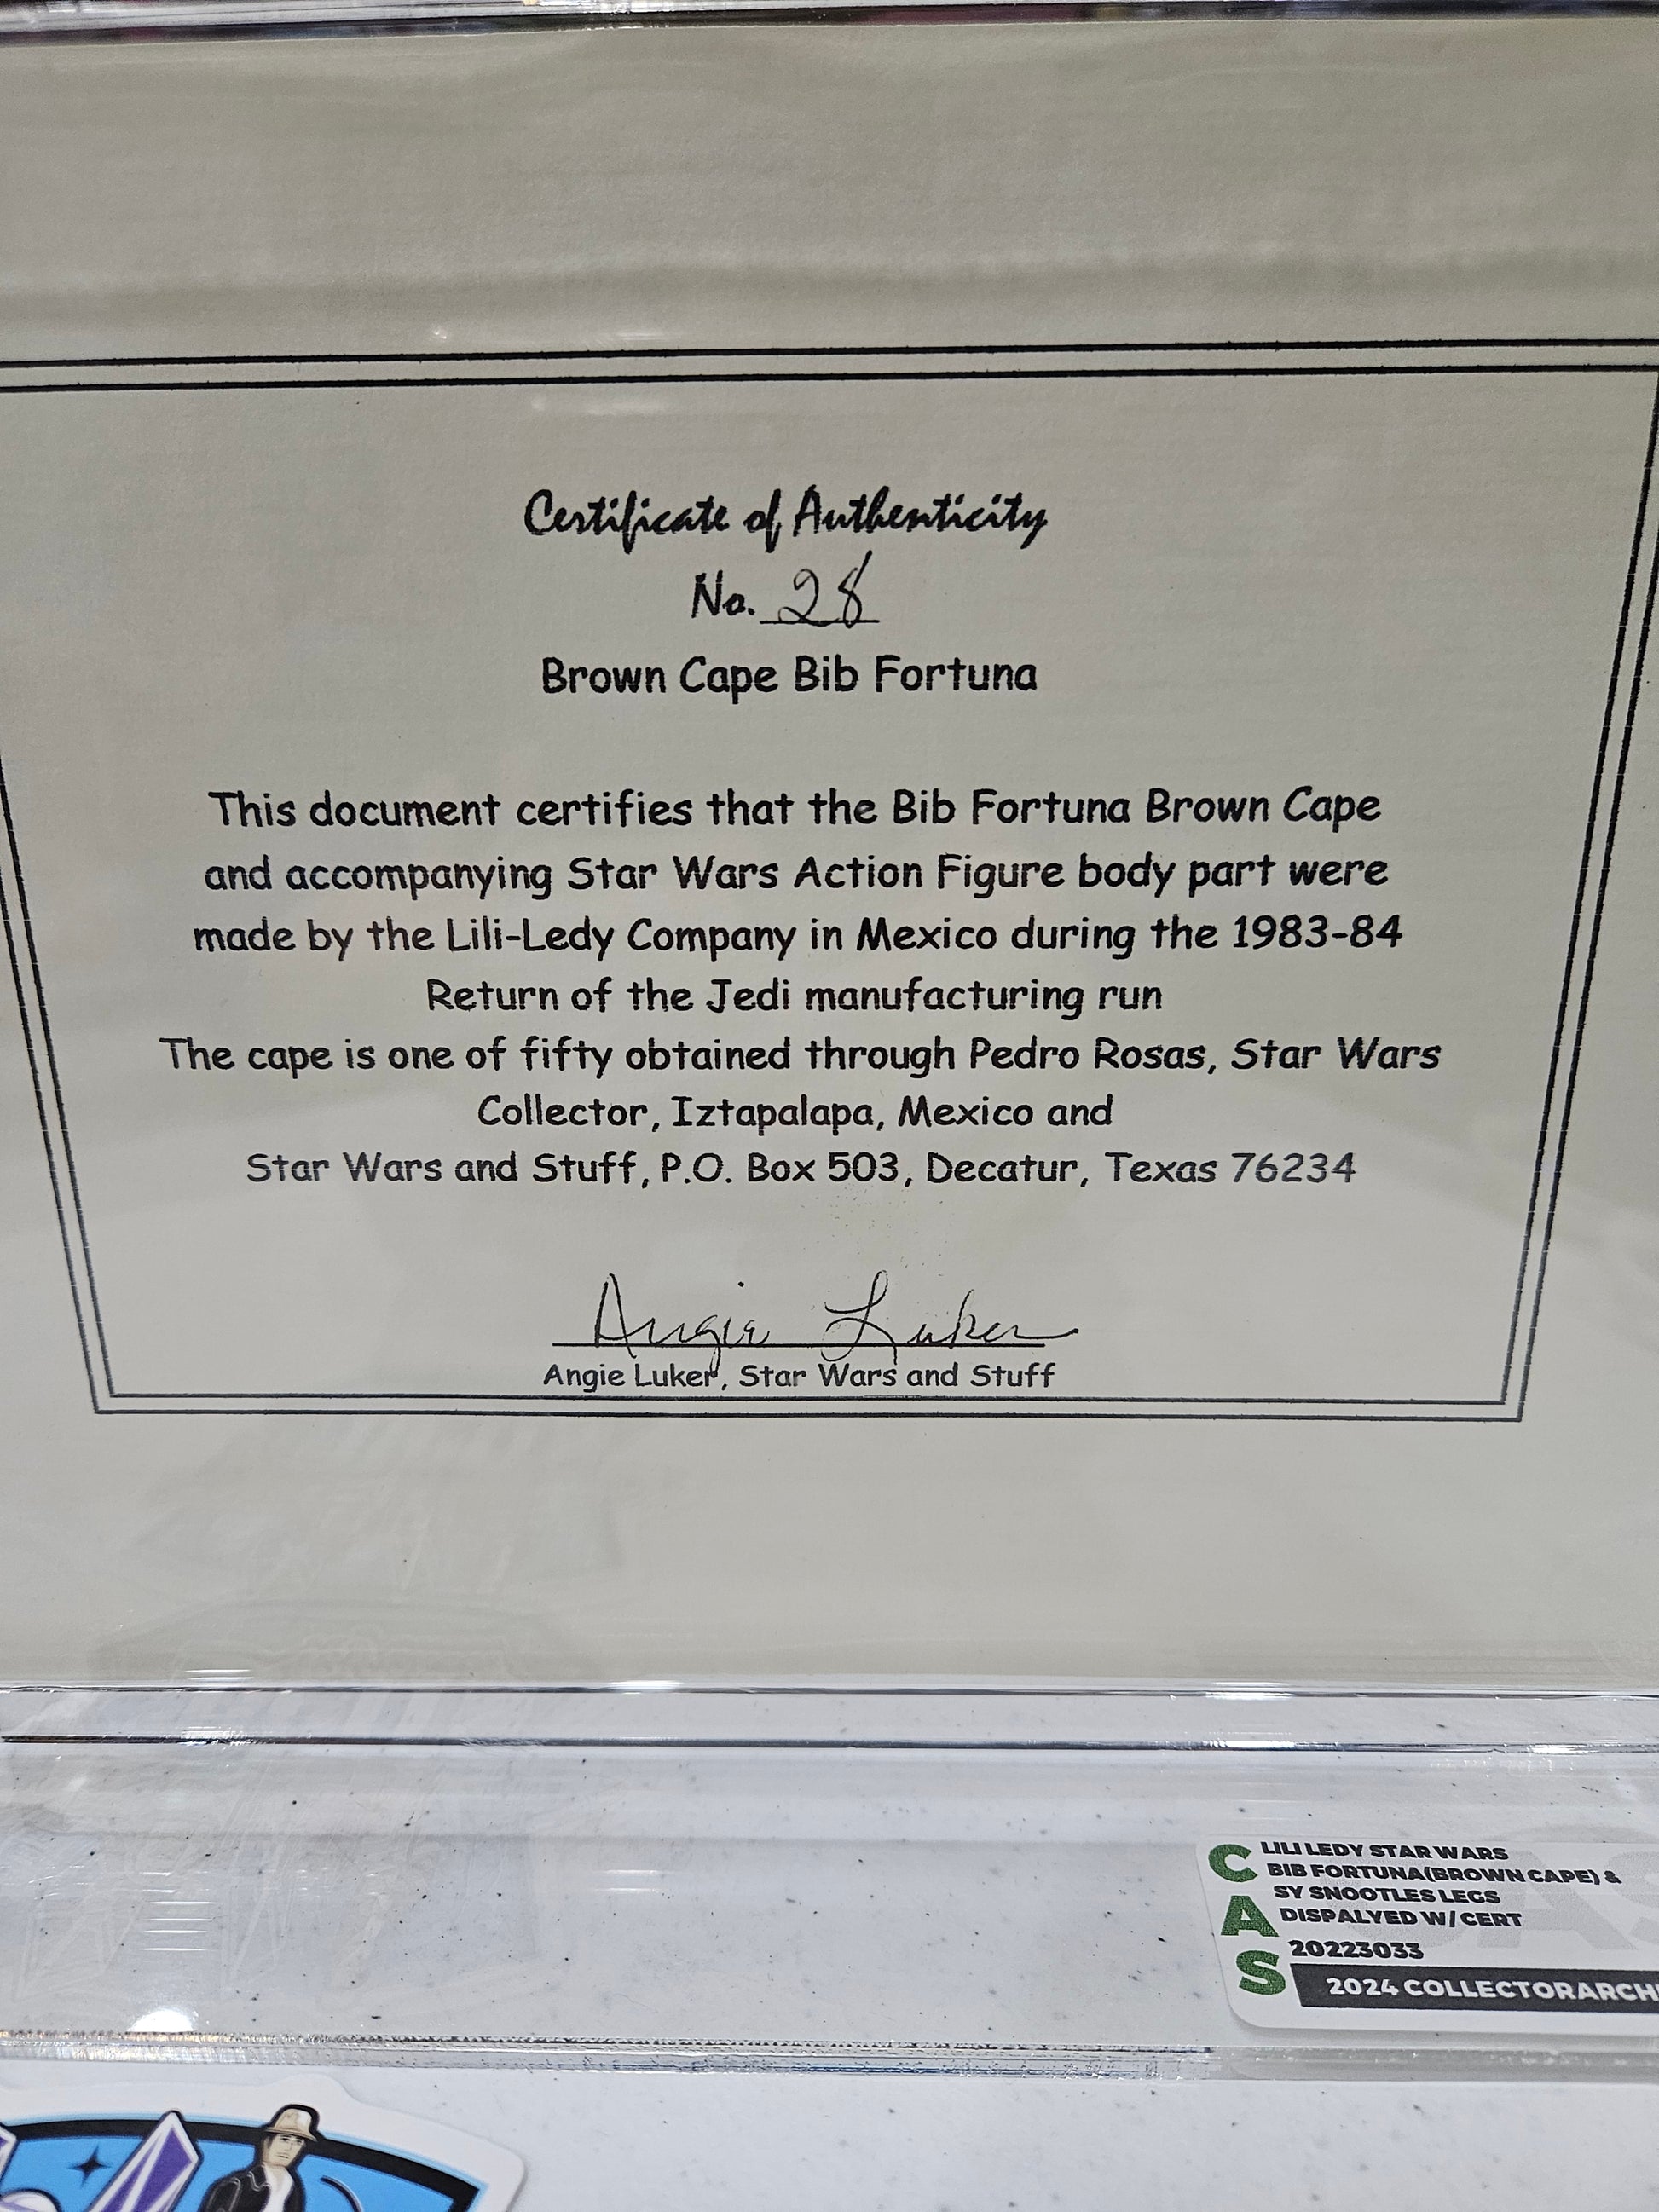 Certificate of Authenticity
No. 28
Brown Cape Bib Fortuna
This document certifies that the Bib Fortuna Brown Cape
and accompanying Star Wars Action Figure body part were
made by the Lili-Ledy Company in Mexico during the 1983-84
Return of the Jedi manufacturing run
The cape is one of fifty obtained through Pedro Rosas, Star Wars
Collector, Iztapalapa, Mexico and
Star Wars and Stuff, P.O. Box 503, Decatur, Texas 76234
Angie Luker
Angie Luker, Star Wars and Stuff
CAS
LILI LEDY STAR WARS
BIB FORTUNA(BROWN CAPE) &
SY SNOOTLES LEGS
DISPALYED W/ CERT
20223033
2024 COLLECTORARCH